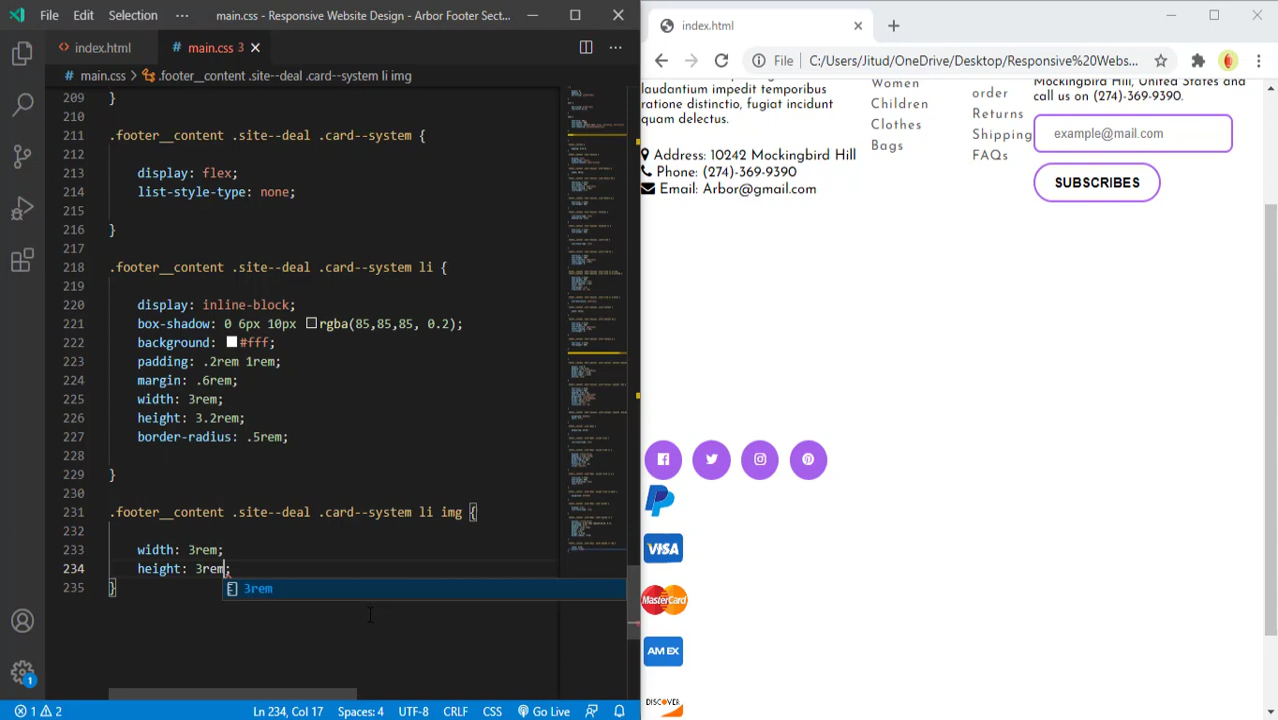 File Edit Selection ··· main.css - Responsive Website Design - Arbor Footer Sect...
index.html main.css 3
main.css > .footer__content .site--deal .card--system li img
209 }
210
211 .footer__content .site--deal .card--system {
212
213 display: flex;
214 list-style-type: none;
215
216 }
217
218 .footer__content .site--deal .card--system li {
219
220 display: inline-block;
221 box-shadow: 0 6px 10px rgba(85,85,85, 0.2);
222 background: #fff;
223 padding: .2rem 1rem;
224 margin: .6rem;
225 width: 3rem;
226 height: 3.2rem;
227 border-radius: .5rem;
228
229 }
230
231 .footer__content .site--deal .card--system li img {
232
233 width: 3rem;
234 height: 3rem;
3rem
235 }
1 2 Ln 234, Col 17 Spaces: 4 UTF-8 CRLF CSS Go Live
1
index.html
File C:/Users/Jitud/OneDrive/Desktop/Responsive%20Webs...
laudantium impedit temporibus
ratione distinctio, fugiat incidunt
quam delectus.
Address: 10242 Mockingbird Hill
Phone: (274)-369-9390
Email: Arbor@gmail.com
Women
Children
Clothes
Bags
order
Returns
Shipping
FAQs
Mockingbird Hill, United States and
call us on (274)-369-9390.
example@mail.com
SUBSCRIBES
VISA
MasterCard
AM EX
DISCOVER